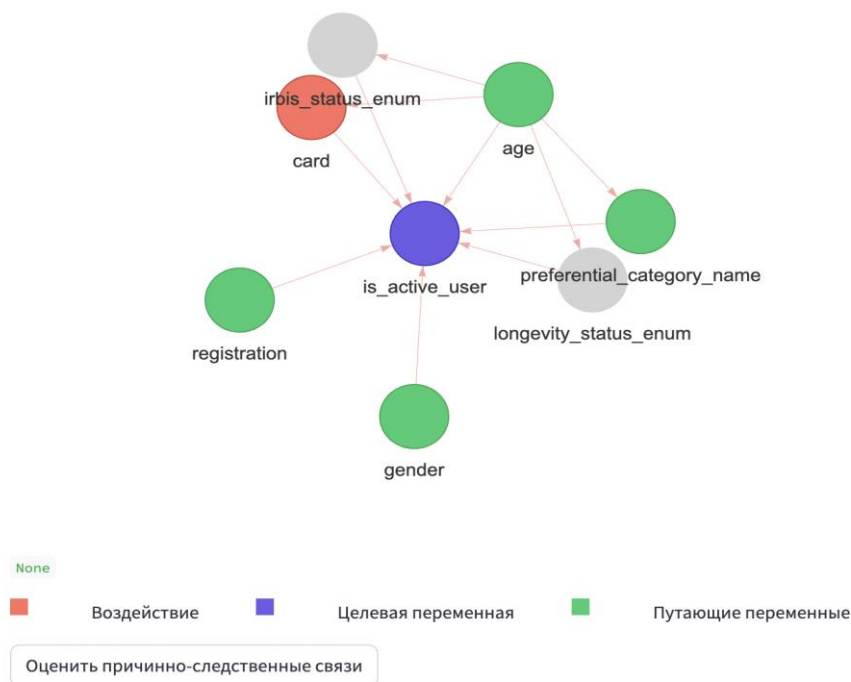 irbis_status_enum
card
age
is_active_user
preferential_category_name
longevity_status_enum
registration
gender
None
Воздействие
Целевая переменная
Путающие переменные
Оценить причинно-следственные связи